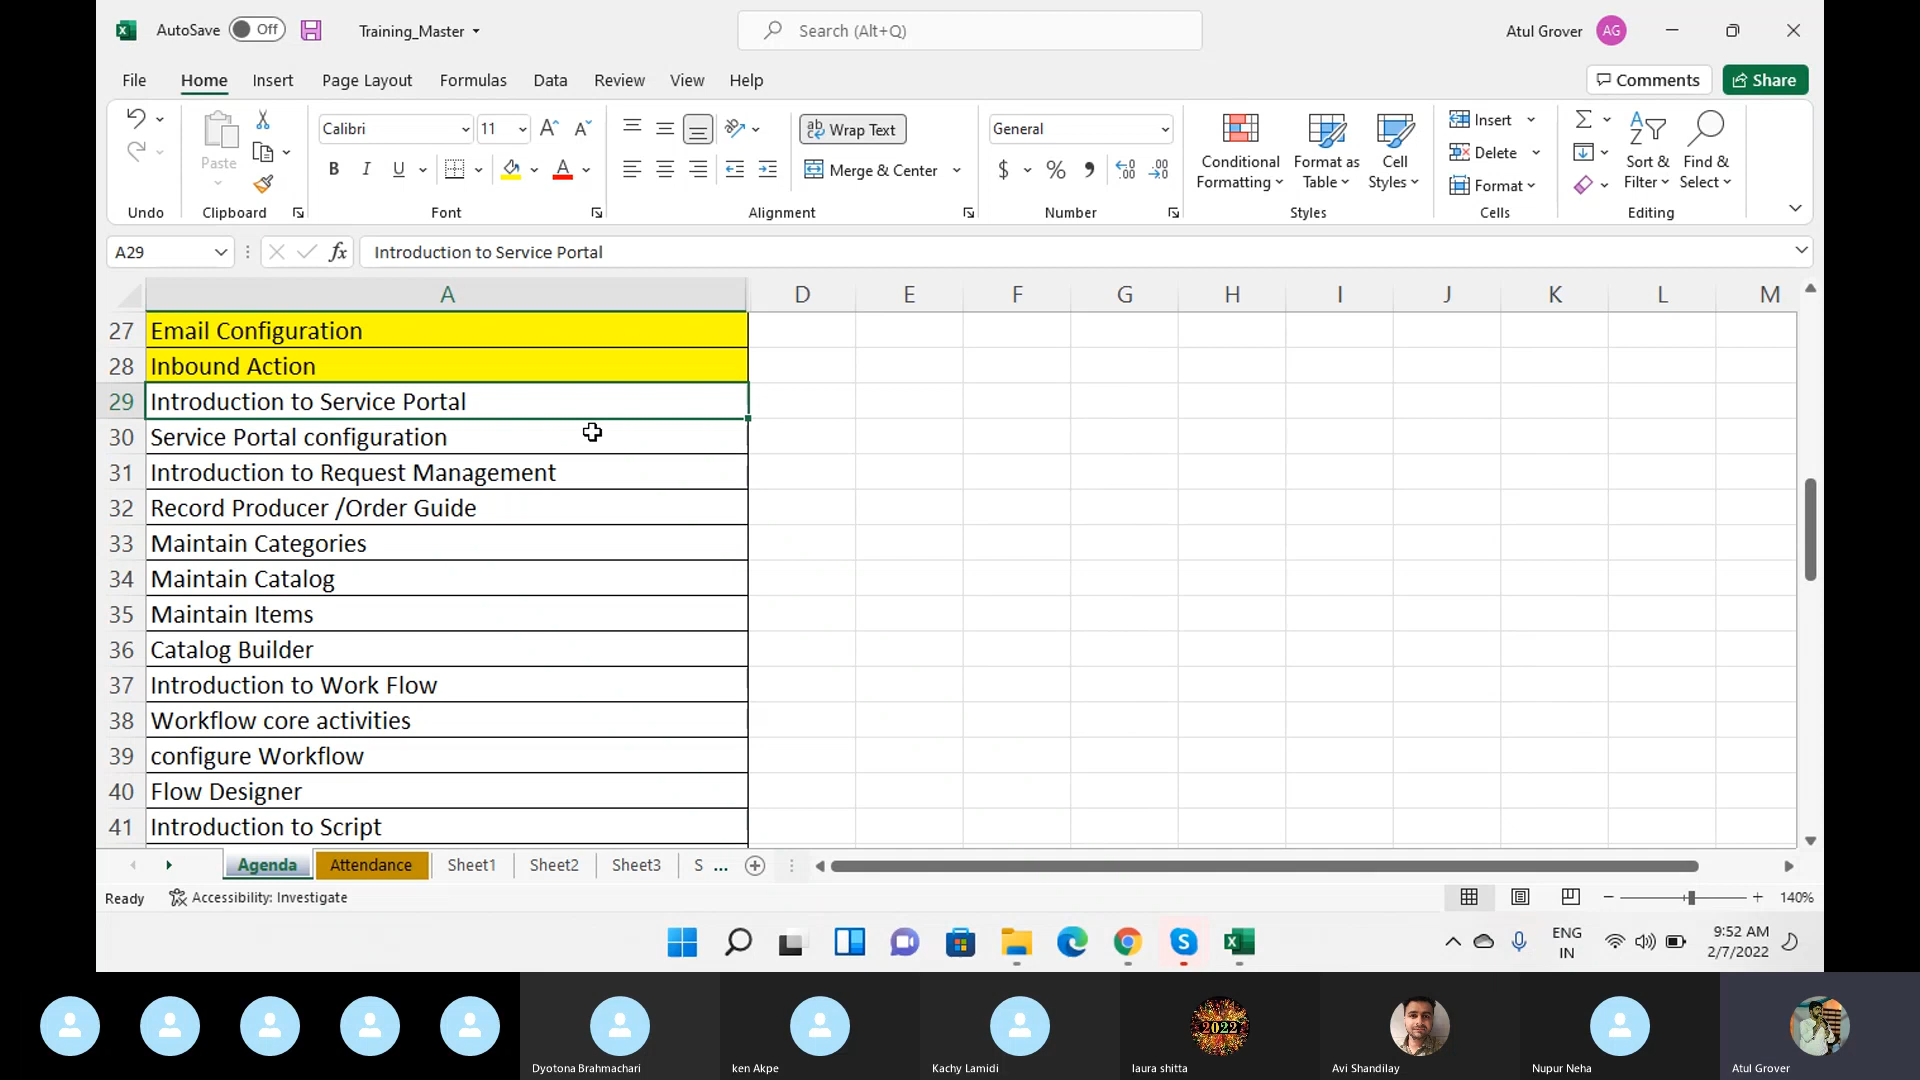 AutoSave Off Training_Master Search (Alt+Q) Atul Grover AG
File Home Insert Page Layout Formulas Data Review View Help Comments Share
Calibri 11 ab Wrap Text General Insert
Paste Conditional Formatting Format as Table Cell Styles Delete Sort & Filter Find & Select
B I U A Merge & Center $ % Format
Undo Clipboard Font Alignment Number Styles Cells Editing
A29 fx Introduction to Service Portal
A D E F G H I J K L M
27 Email Configuration
28 Inbound Action
29 Introduction to Service Portal
30 Service Portal configuration
31 Introduction to Request Management
32 Record Producer /Order Guide
33 Maintain Categories
34 Maintain Catalog
35 Maintain Items
36 Catalog Builder
37 Introduction to Work Flow
38 Workflow core activities
39 configure Workflow
40 Flow Designer
41 Introduction to Script
Agenda Attendance Sheet1 Sheet2 Sheet3 S ...
Ready Accessibility: Investigate 140%
ENG 9:52 AM
IN 2/7/2022
2022
Dyotona Brahmachari ken Akpe Kachy Lamidi laura shitta Avi Shandilay Nupur Neha Atul Grover